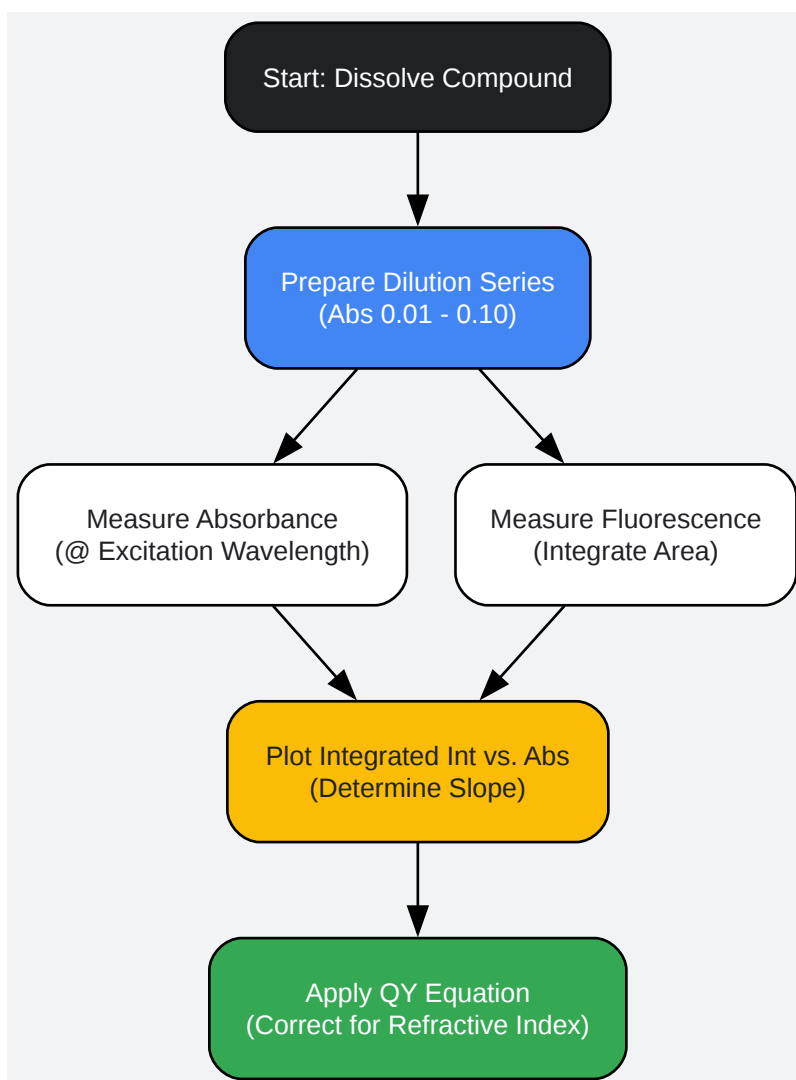 Start: Dissolve Compound
Prepare Dilution Series
(Abs 0.01 - 0.10)
Measure Absorbance
(@ Excitation Wavelength)
Measure Fluorescence
(Integrate Area)
Plot Integrated Int vs. Abs
(Determine Slope)
Apply QY Equation
(Correct for Refractive Index)